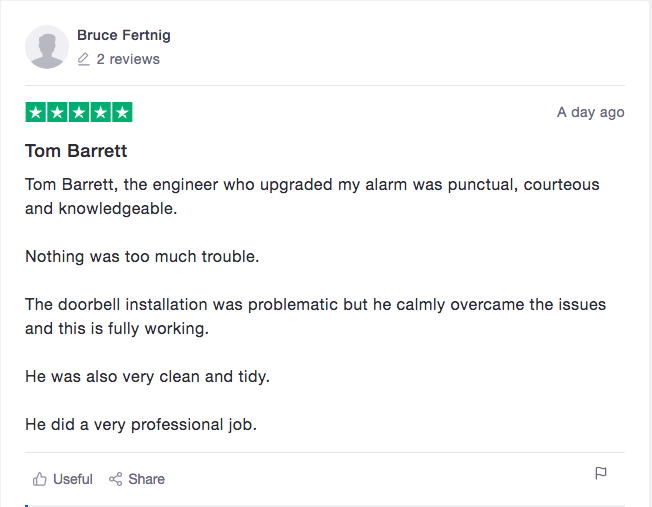 Bruce Fertnig
2 reviews
A day ago
Tom Barrett
Tom Barrett, the engineer who upgraded my alarm was punctual, courteous
and knowledgeable.
Nothing was too much trouble.
The doorbell installation was problematic but he calmly overcame the issues
and this is fully working.
He was also very clean and tidy.
He did a very professional job.
Useful Share